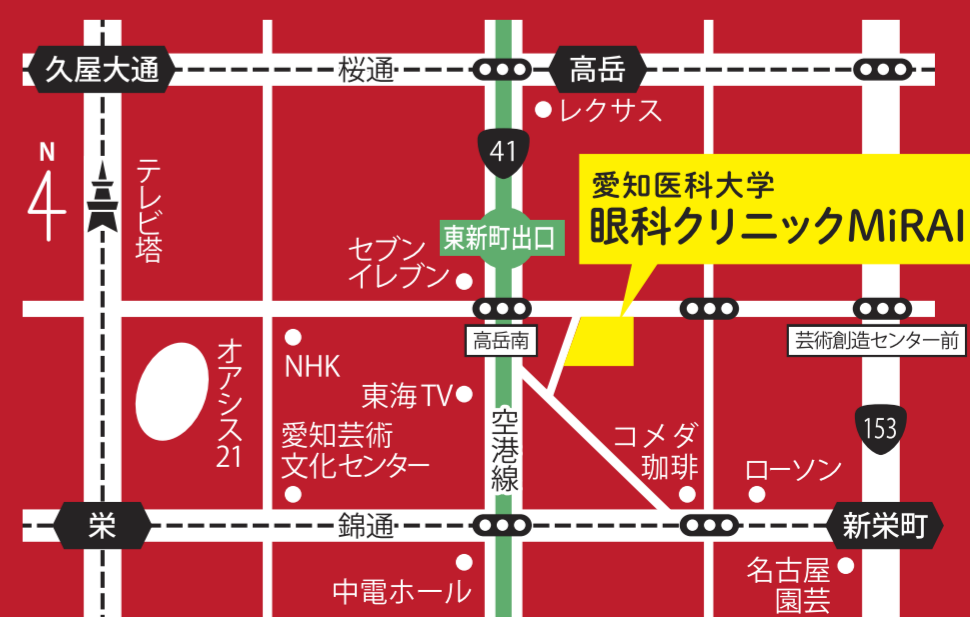 久屋大通
桜通
高岳
レクサス
N
テレビ塔
41
愛知医科大学
眼科クリニックMiRAI
東新町出口
セブン
イレブン
高岳南
芸術創造センター前
NHK
オアシス21
東海TV
空港線
愛知芸術
文化センター
コメダ
珈琲
ローソン
153
栄
錦通
新栄町
中電ホール
名古屋
園芸